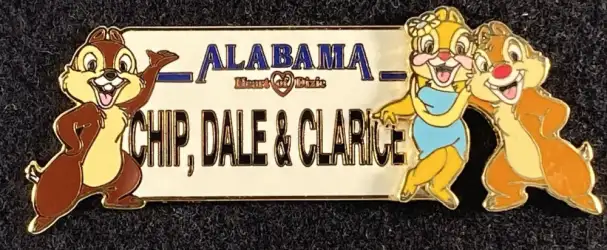 ALABAMA
Heart of Dixie
CHIP, DALE & CLARICE